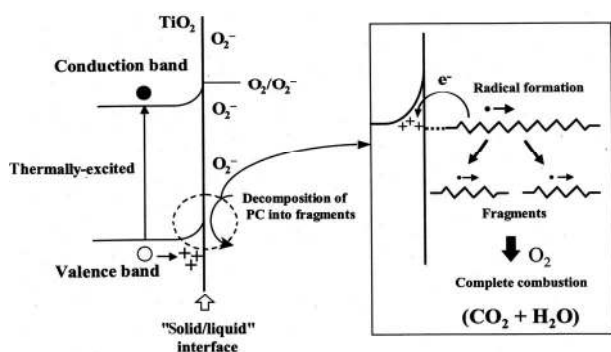 TiO₂
O₂⁻
Conduction band
O₂/O₂⁻
O₂⁻
Thermally-excited
O₂⁻
Decomposition of
PC into fragments
Valence band
+ + +
"Solid/liquid"
interface
e⁻
Radical formation
+ + +
Fragments
O₂
Complete combustion
(CO₂ + H₂O)